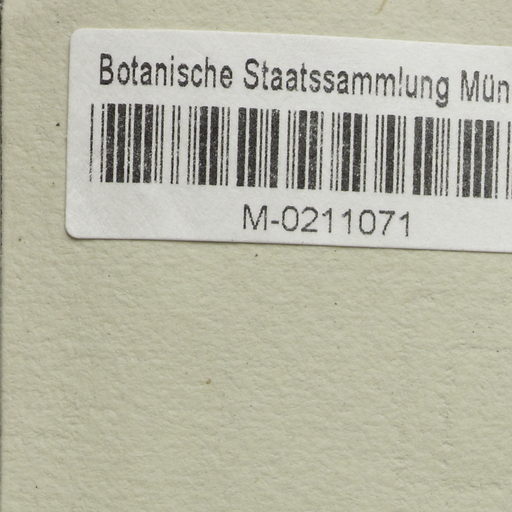 Botanische Staatssammlung Mün
M-0211071